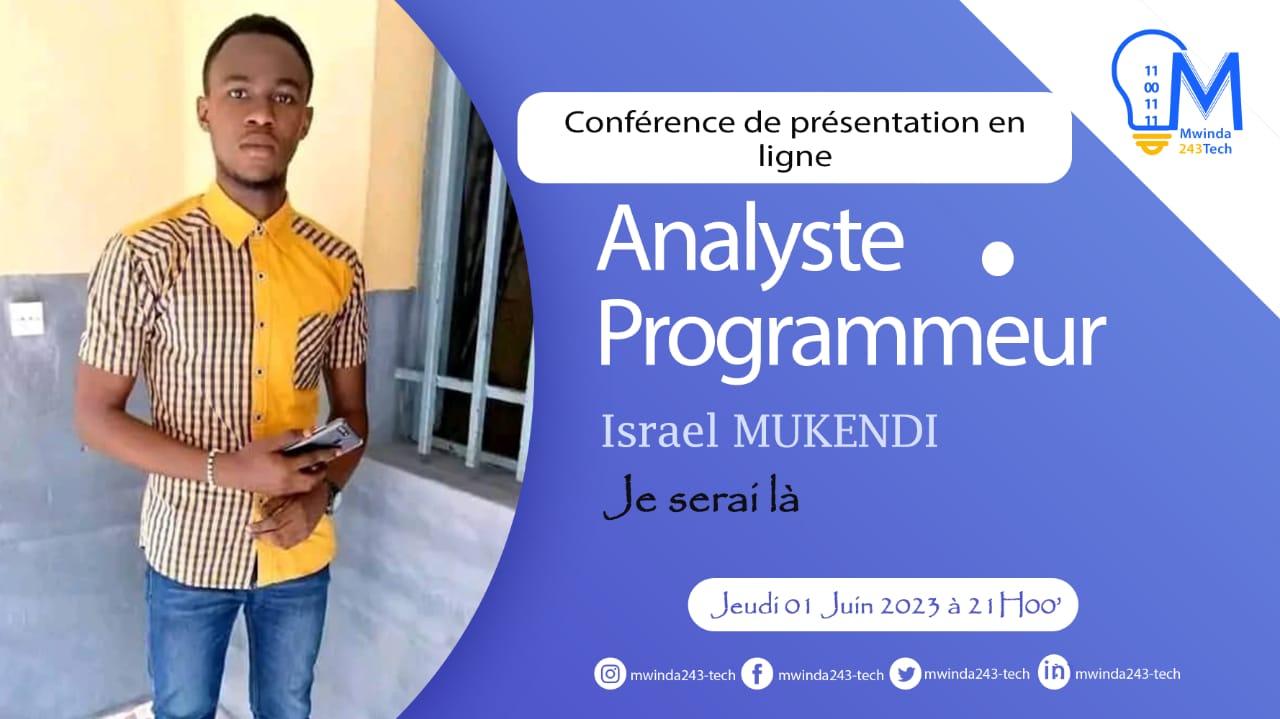 11
00
11
11
M
Mwinda
243Tech
Conférence de présentation en
ligne
Analyste
Programmeur
Israel MUKENDI
Je serai là
Jeudi 01 Juin 2023 à 21H00’
mwinda243-tech mwinda243-tech mwinda243-tech in mwinda243-tech